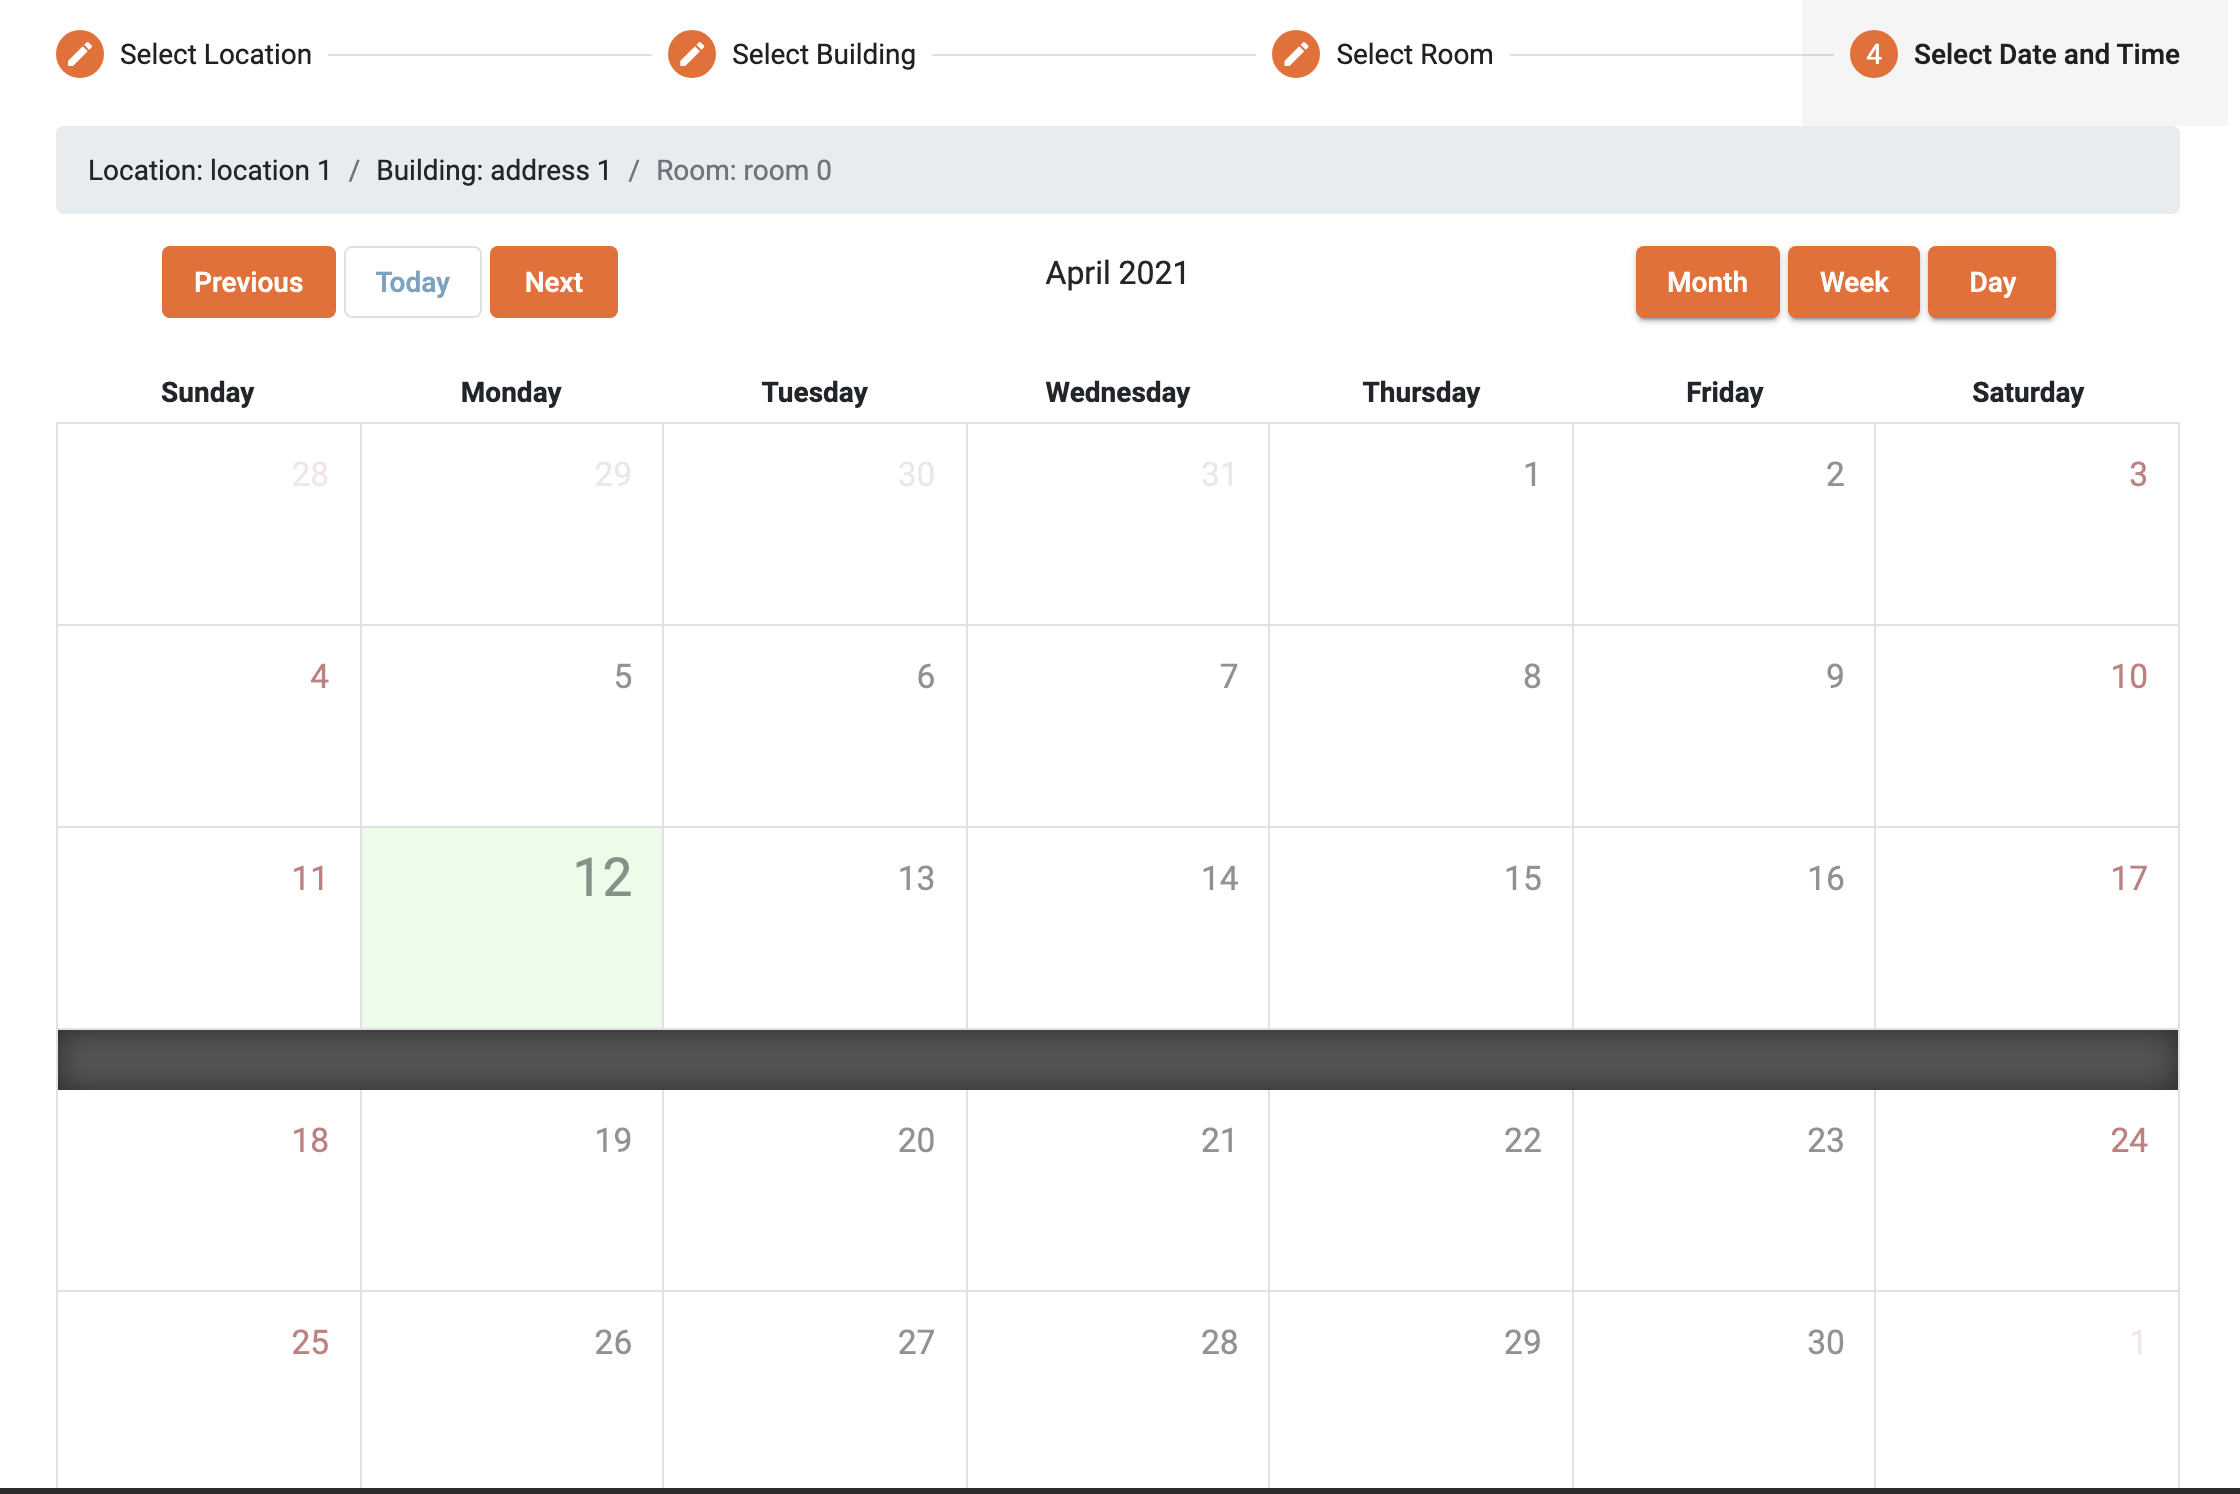 Select Location Select Building Select Room 4 Select Date and Time
Location: location 1 / Building: address 1 / Room: room 0
Previous Today Next April 2021 Month Week Day
Sunday Monday Tuesday Wednesday Thursday Friday Saturday
28 29 30 31 1 2 3
4 5 6 7 8 9 10
11 12 13 14 15 16 17
18 19 20 21 22 23 24
25 26 27 28 29 30 1